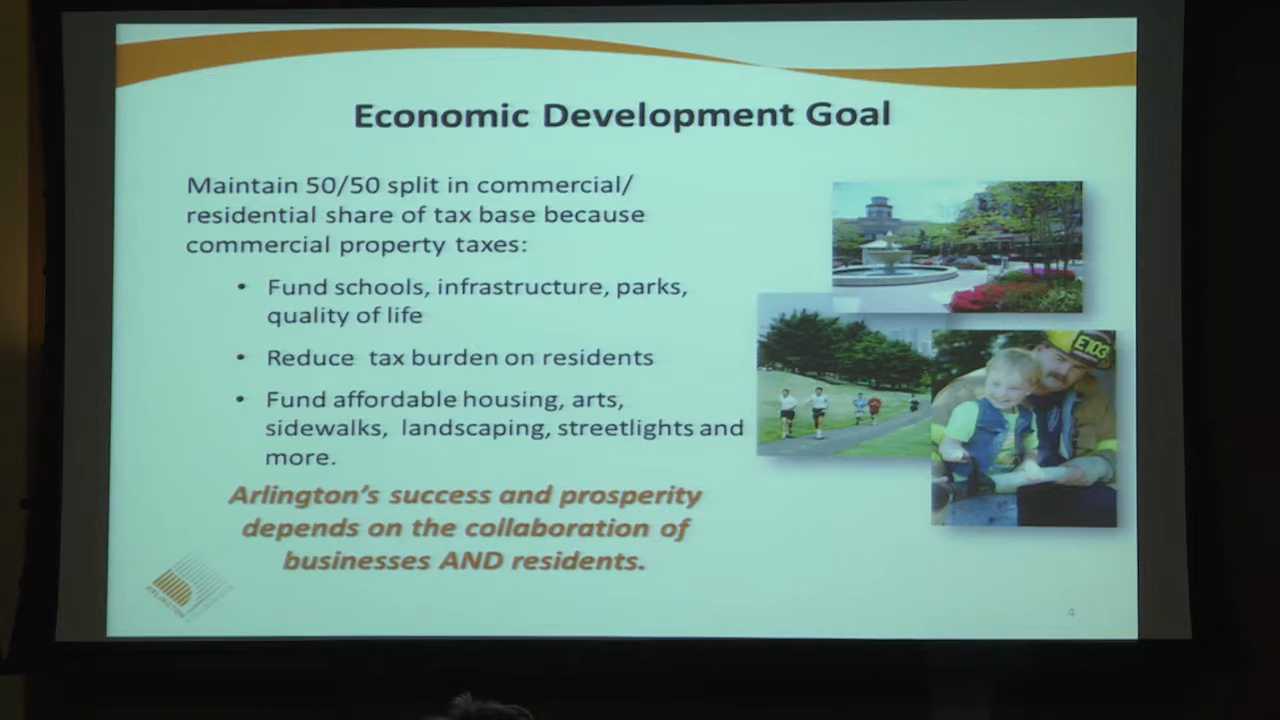 Economic Development Goal
Maintain 50/50 split in commercial/
residential share of tax base because
commercial property taxes:
• Fund schools, infrastructure, parks,
quality of life
• Reduce tax burden on residents
• Fund affordable housing, arts,
sidewalks, landscaping, streetlights and
more.
Arlington's success and prosperity
depends on the collaboration of
businesses AND residents.
E103
ARLINGTON
4